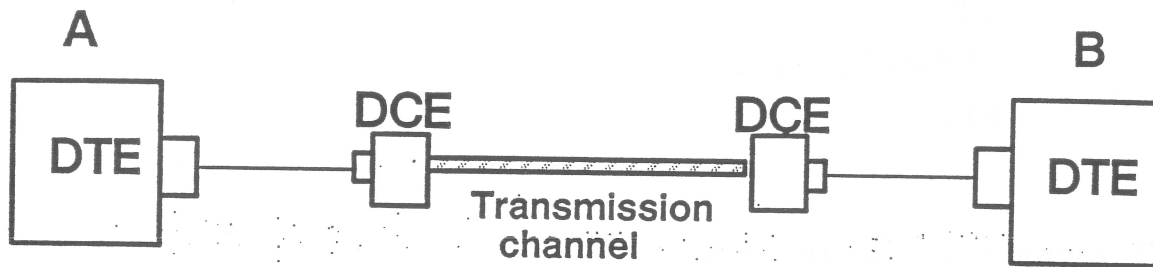 A
B
DCE
DCE
DTE
DTE
Transmission
channel